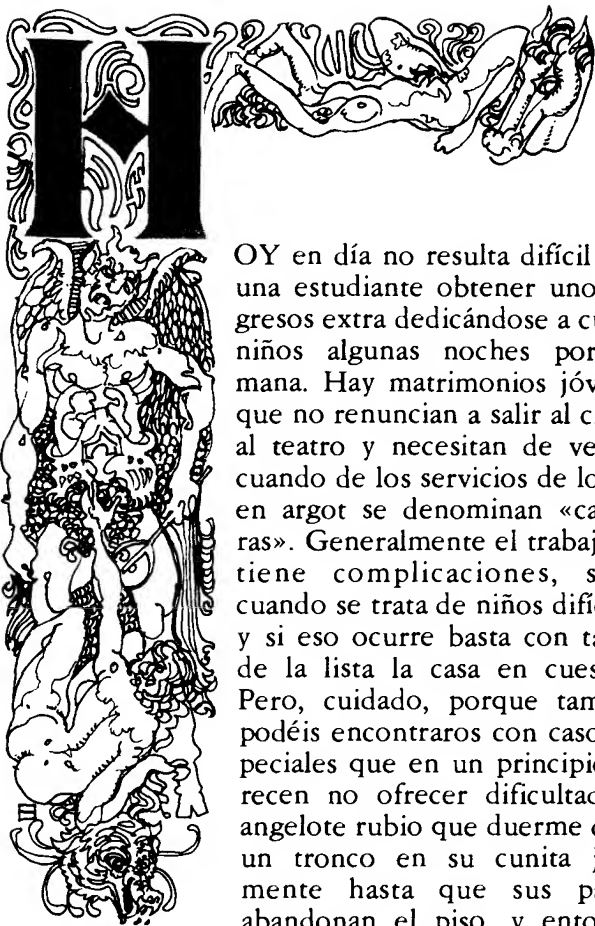 HOY en día no resulta difícil
una estudiante obtener uno
gresos extra dedicándose a cu
niños algunas noches por
mana. Hay matrimonios jóv
que no renuncian a salir al c
al teatro y necesitan de ve
cuando de los servicios de lo
en argot se denominan «ca
ras». Generalmente el trabaj
tiene complicaciones, s
cuando se trata de niños difí
y si eso ocurre basta con ta
de la lista la casa en cues
Pero, cuidado, porque tam
podéis encontraros con caso
peciales que en un principi
recen no ofrecer dificultad
angelote rubio que duerme
un tronco en su cunita j
mente hasta que sus pa
abandonan el piso, y ento